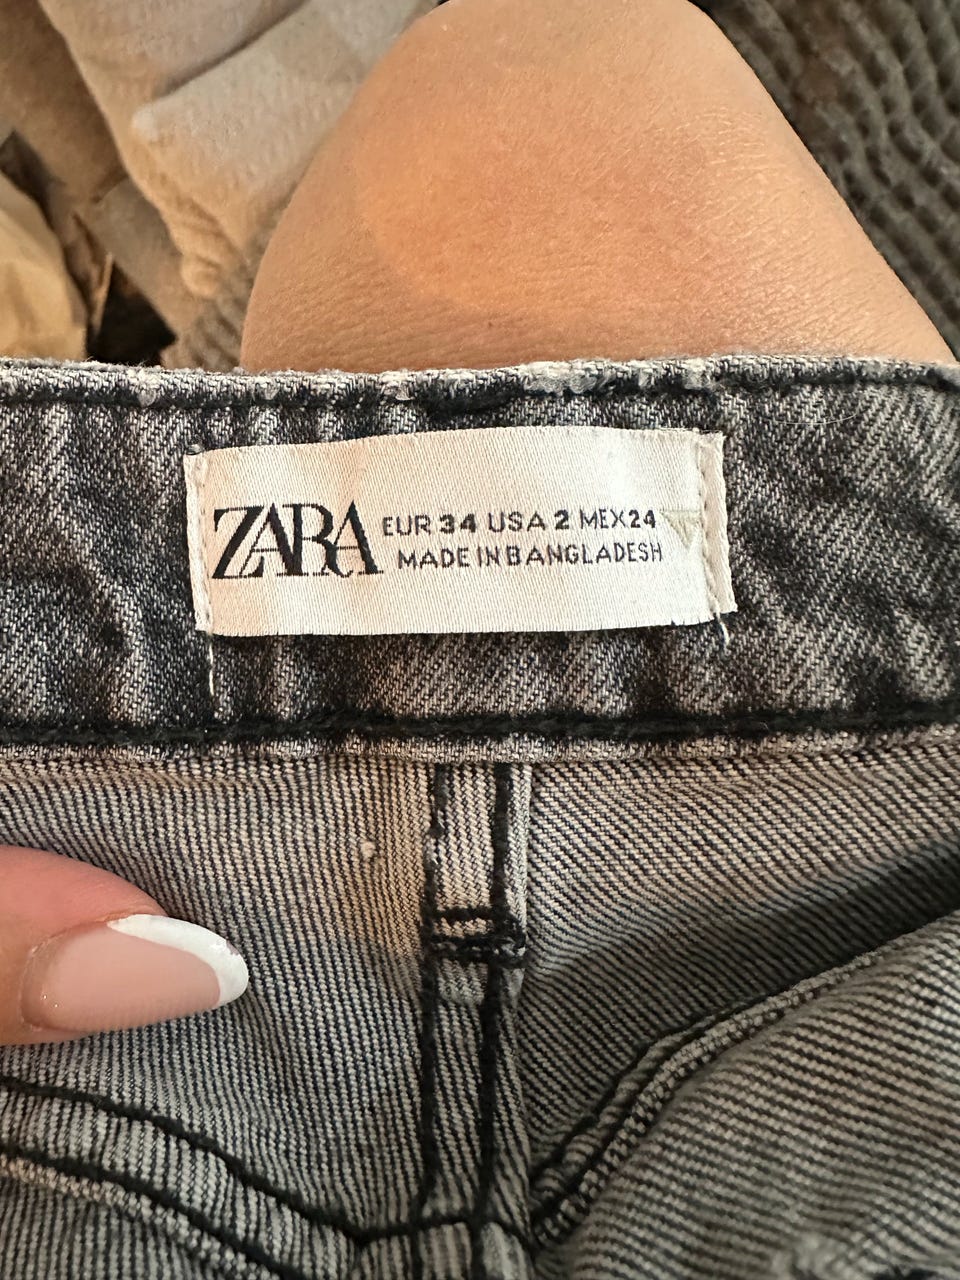 ZARA EUR 34 USA 2 MEX 24
MADE IN BANGLADESH